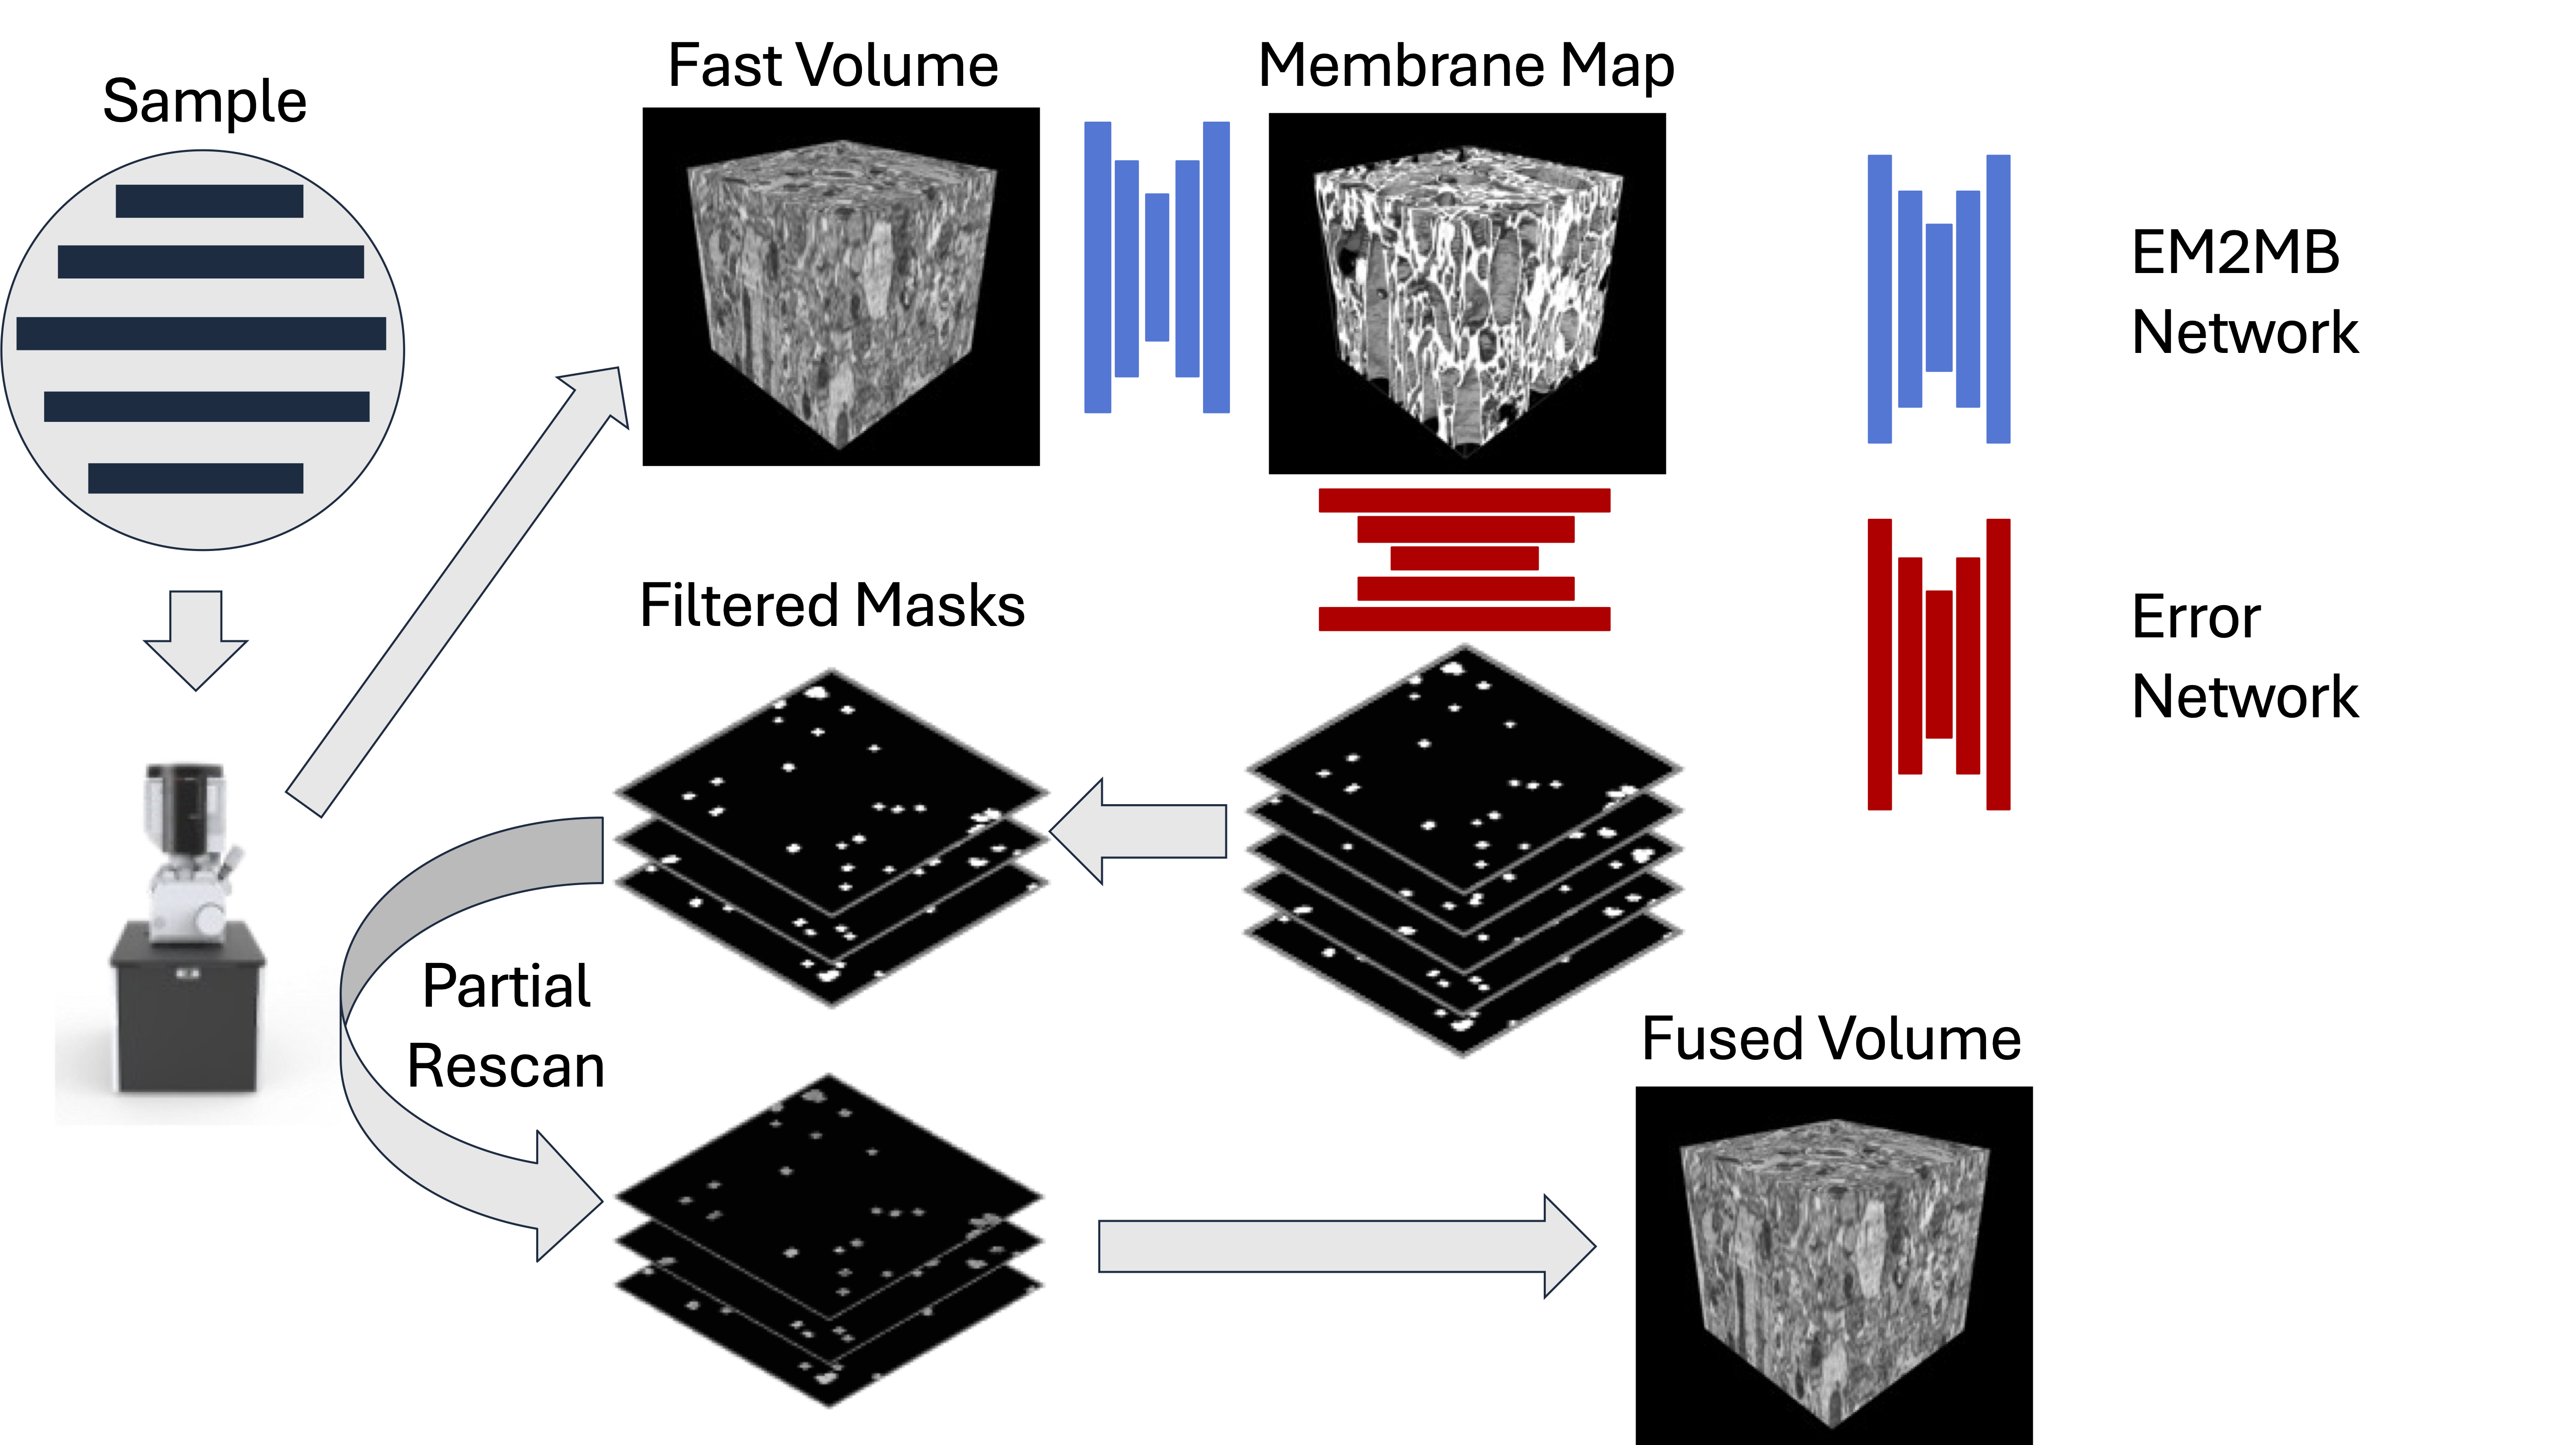 Sample
Fast Volume
Membrane Map
EM2MB
Network
Filtered Masks
Error
Network
Partial
Rescan
Fused Volume